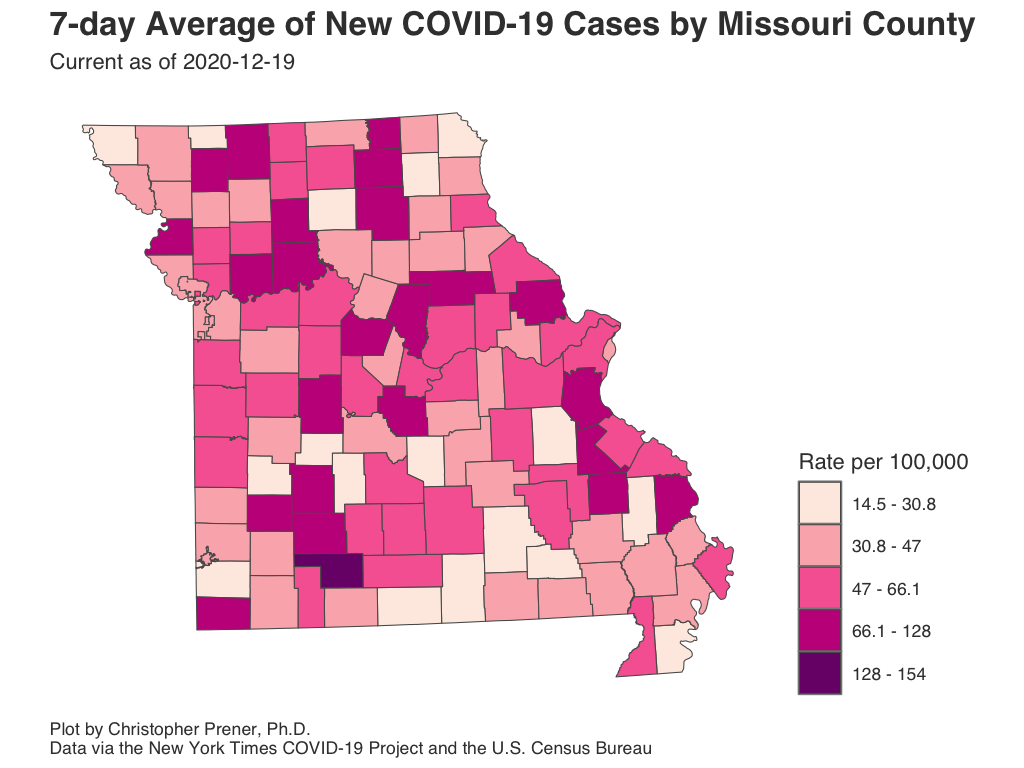 7-day Average of New COVID-19 Cases by Missouri County
Current as of 2020-12-19
Rate per 100,000
14.5 - 30.8
30.8 - 47
47 - 66.1
66.1 - 128
128 - 154
Plot by Christopher Prener, Ph.D.
Data via the New York Times COVID-19 Project and the U.S. Census Bureau